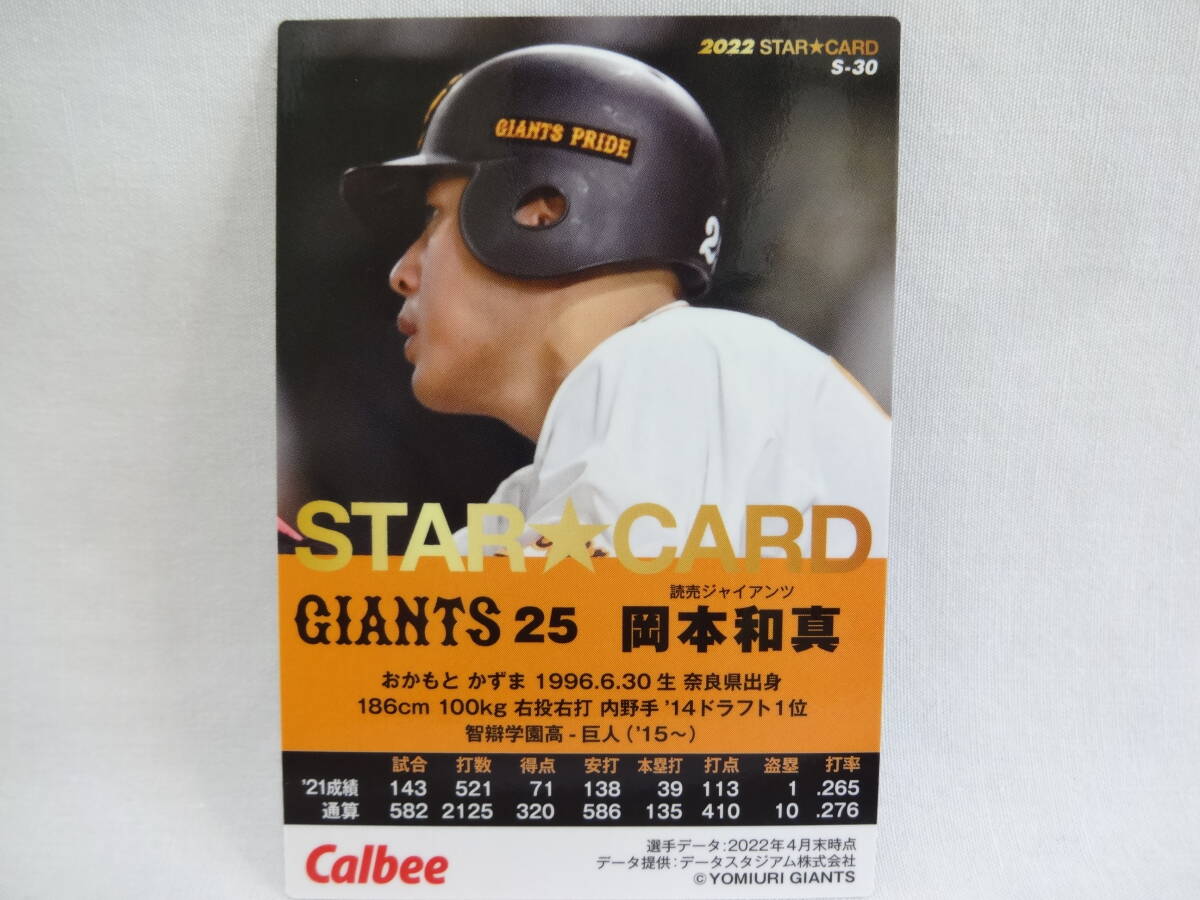 2022 STAR★CARD
S-30
GIANTS PRIDE
2
STAR★CARD
読売ジャイアンツ
GIANTS 25 岡本和真
おかもと かずま 1996.6.30 生 奈良県出身
186cm 100kg 右投右打 内野手 '14ドラフト1位
智辯学園高 - 巨人 ('15〜)
試合 打数 得点 安打 本塁打 打点 盗塁 打率
'21成績 143 521 71 138 39 113 1 .265
通算 582 2125 320 586 135 410 10 .276
選手データ:2022年4月末時点
Calbee データ提供:データスタジアム株式会社
©YOMIURI GIANTS